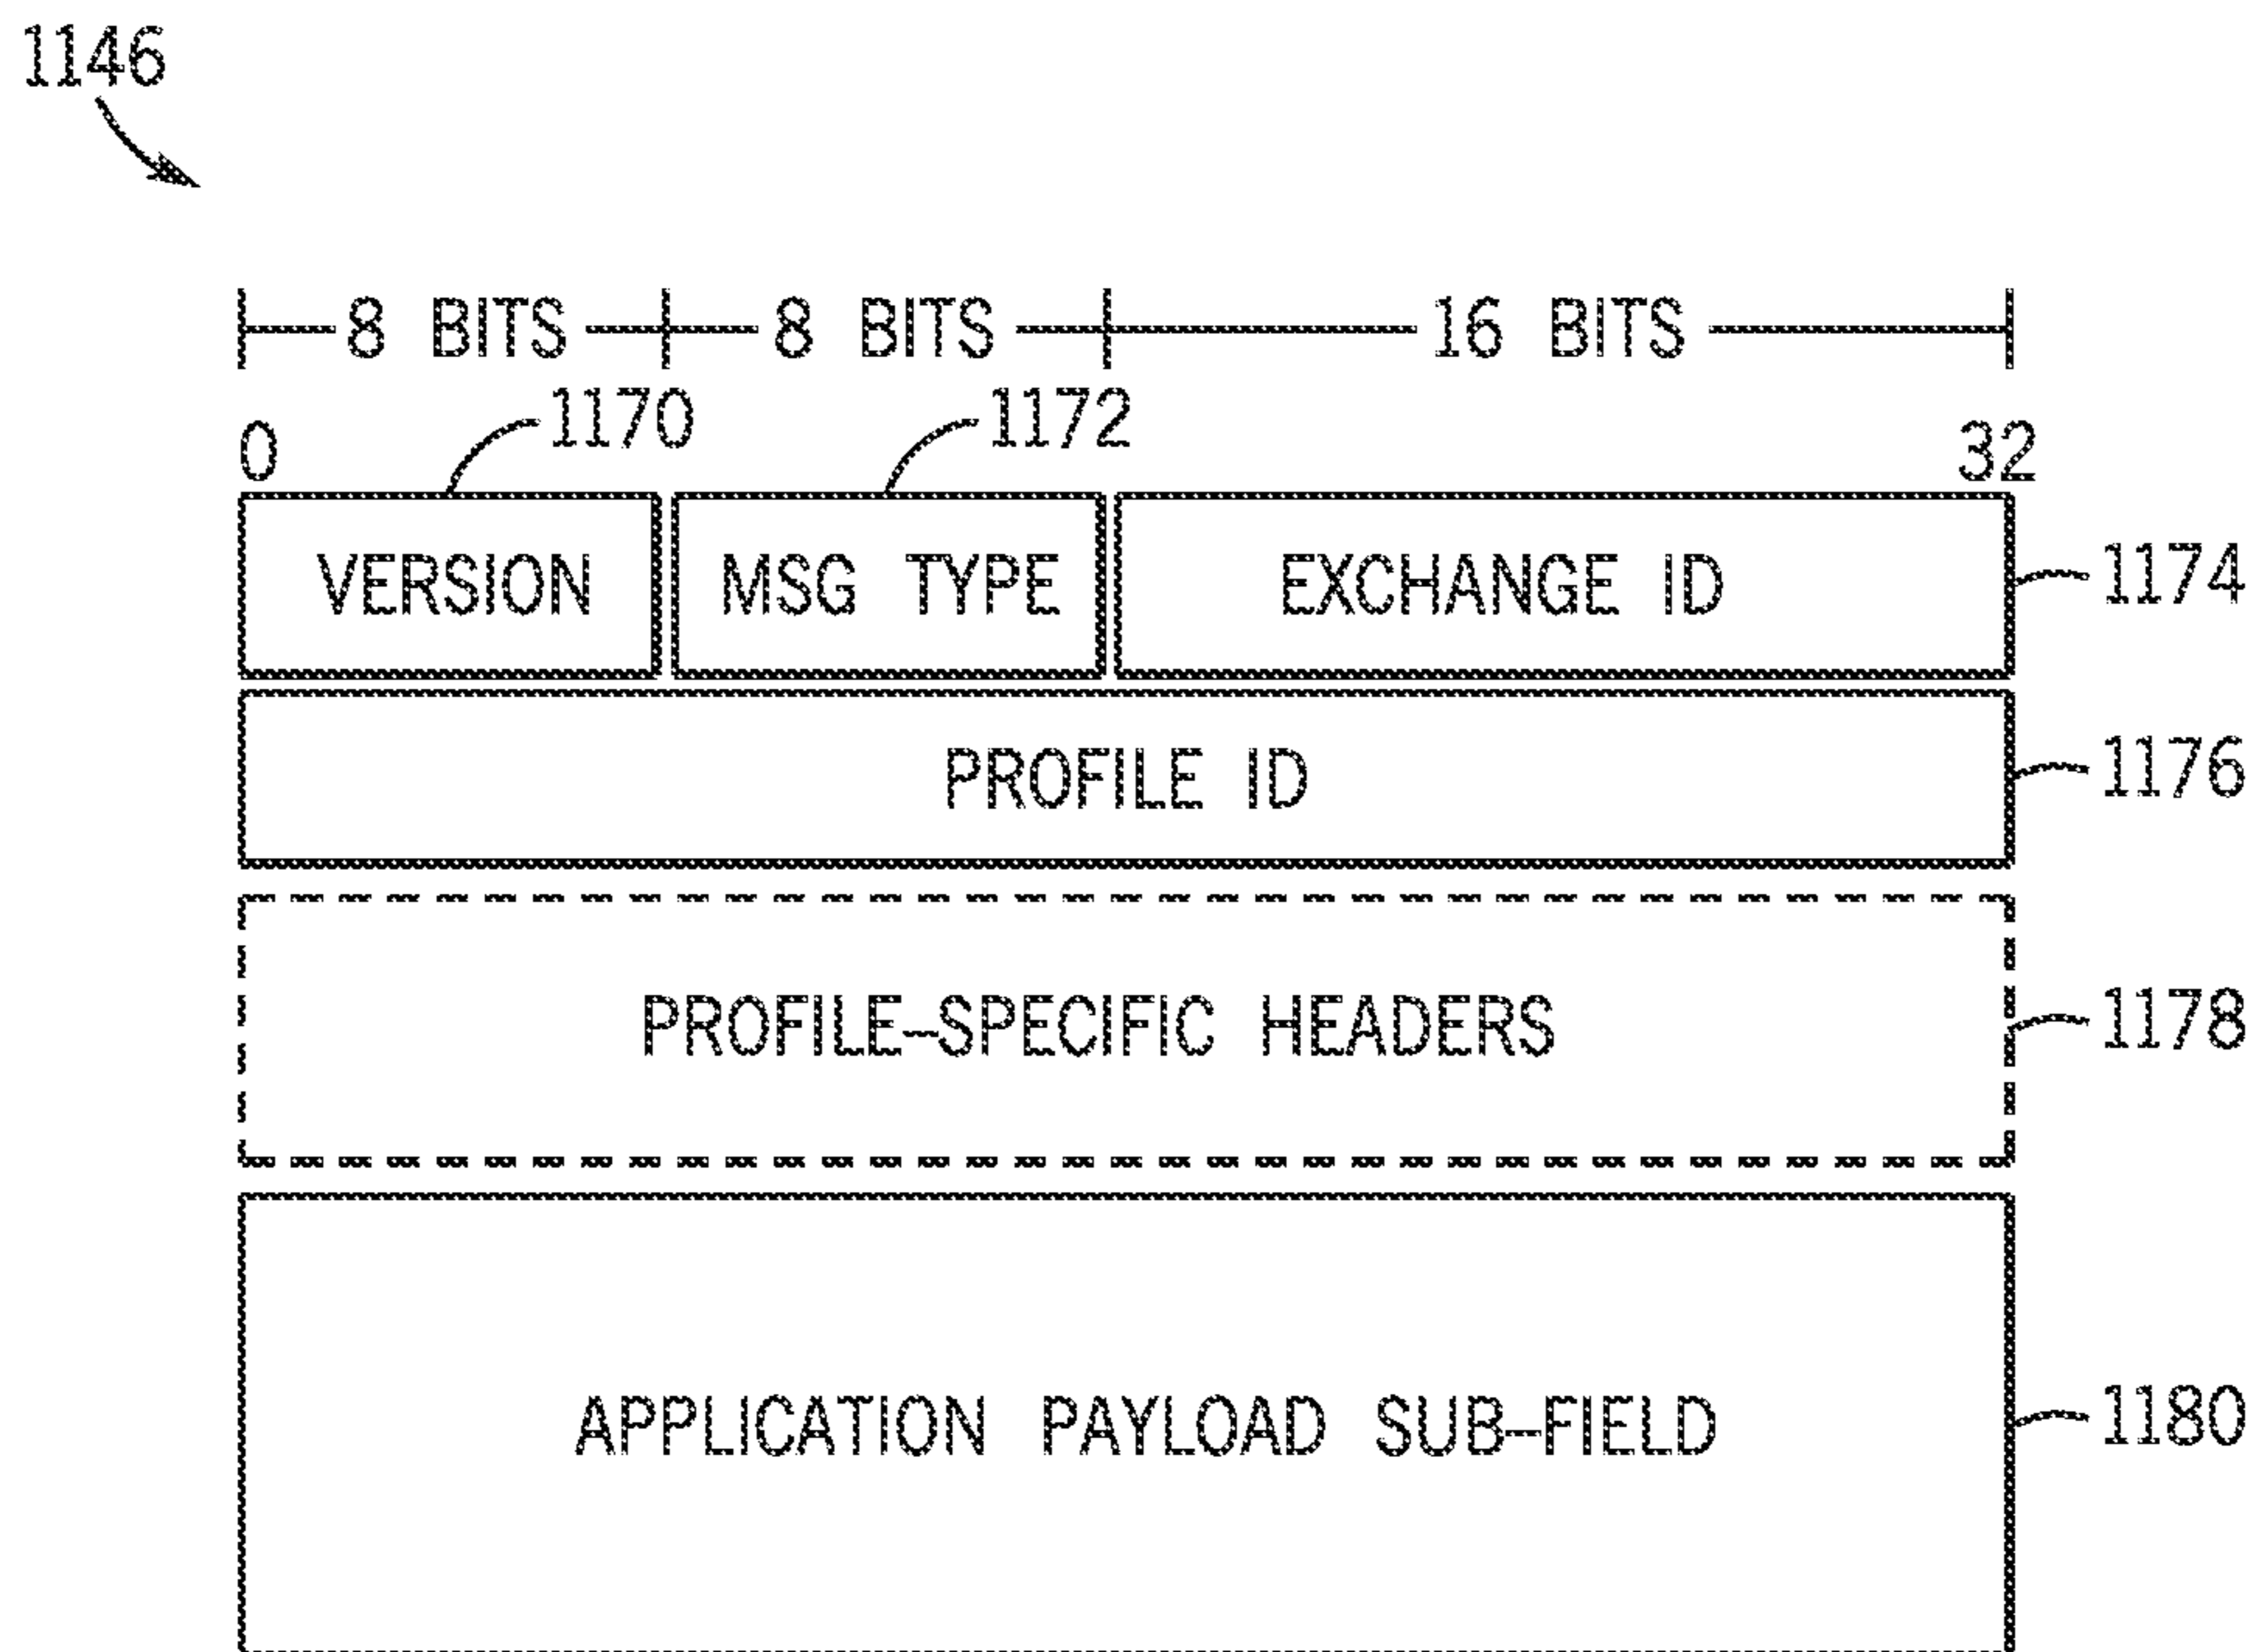 1146
8 BITS 8 BITS 16 BITS
1170 1172
0 32
VERSION MSG TYPE EXCHANGE ID 1174
PROFILE ID 1176
PROFILE-SPECIFIC HEADERS 1178
APPLICATION PAYLOAD SUB-FIELD 1180